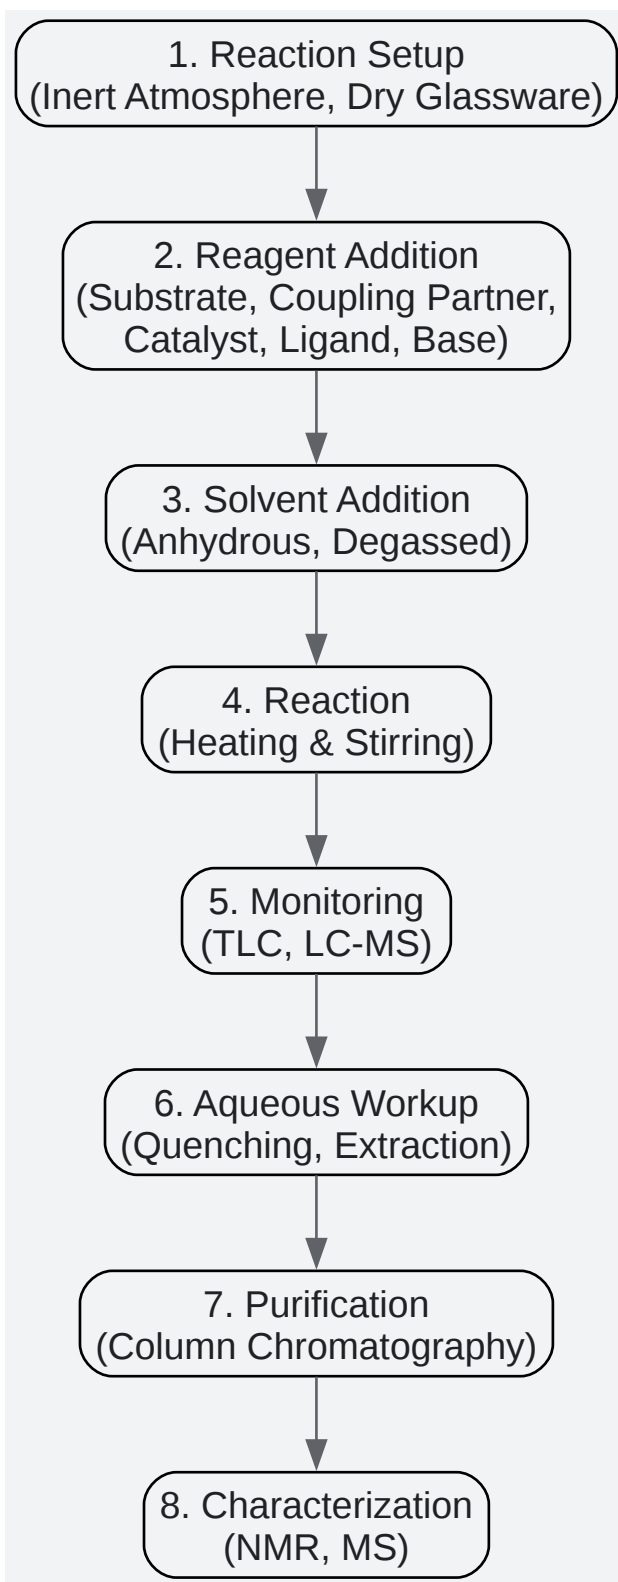 1. Reaction Setup
(Inert Atmosphere, Dry Glassware)
2. Reagent Addition
(Substrate, Coupling Partner,
Catalyst, Ligand, Base)
3. Solvent Addition
(Anhydrous, Degassed)
4. Reaction
(Heating & Stirring)
5. Monitoring
(TLC, LC-MS)
6. Aqueous Workup
(Quenching, Extraction)
7. Purification
(Column Chromatography)
8. Characterization
(NMR, MS)